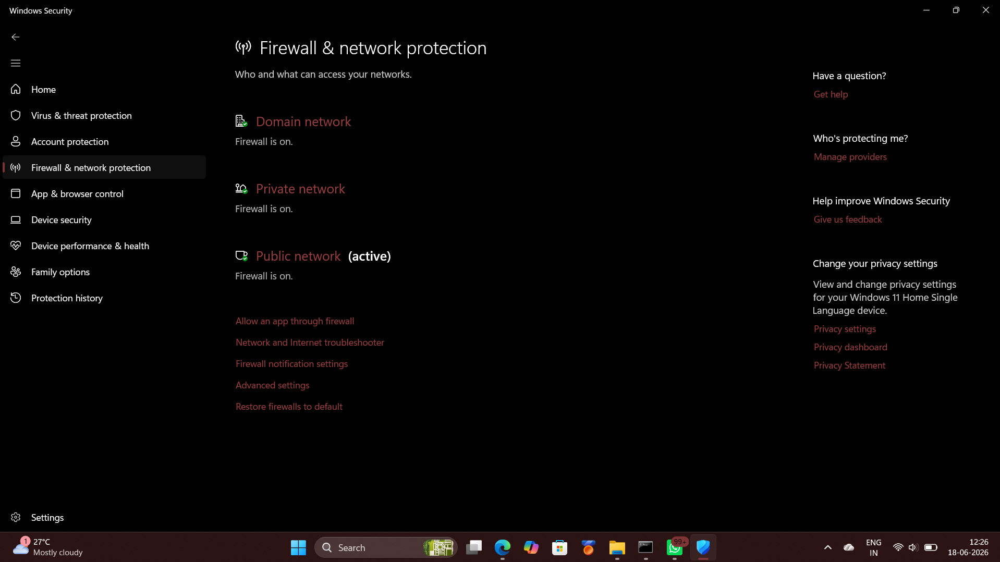 Windows Security
Home
Virus & threat protection
Account protection
Firewall & network protection
App & browser control
Device security
Device performance & health
Family options
Protection history
Settings
Firewall & network protection
Who and what can access your networks.
Domain network
Firewall is on.
Private network
Firewall is on.
Public network (active)
Firewall is on.
Allow an app through firewall
Network and Internet troubleshooter
Firewall notification settings
Advanced settings
Restore firewalls to default
Have a question?
Get help
Who's protecting me?
Manage providers
Help improve Windows Security
Give us feedback
Change your privacy settings
View and change privacy settings
for your Windows 11 Home Single
Language device.
Privacy settings
Privacy dashboard
Privacy Statement
1
27°C
Mostly cloudy
Search
99+
ENG
IN
12:26
18-06-2026